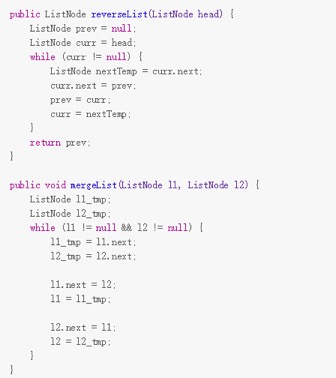 public ListNode reverseList(ListNode head) {
    ListNode prev = null;
    ListNode curr = head;
    while (curr != null) {
        ListNode nextTemp = curr.next;
        curr.next = prev;
        prev = curr;
        curr = nextTemp;
    }
    return prev;
}

public void mergeList(ListNode l1, ListNode l2) {
    ListNode l1_tmp;
    ListNode l2_tmp;
    while (l1 != null && l2 != null) {
        l1_tmp = l1.next;
        l2_tmp = l2.next;

        l1.next = l2;
        l1 = l1_tmp;

        l2.next = l1;
        l2 = l2_tmp;
    }
}